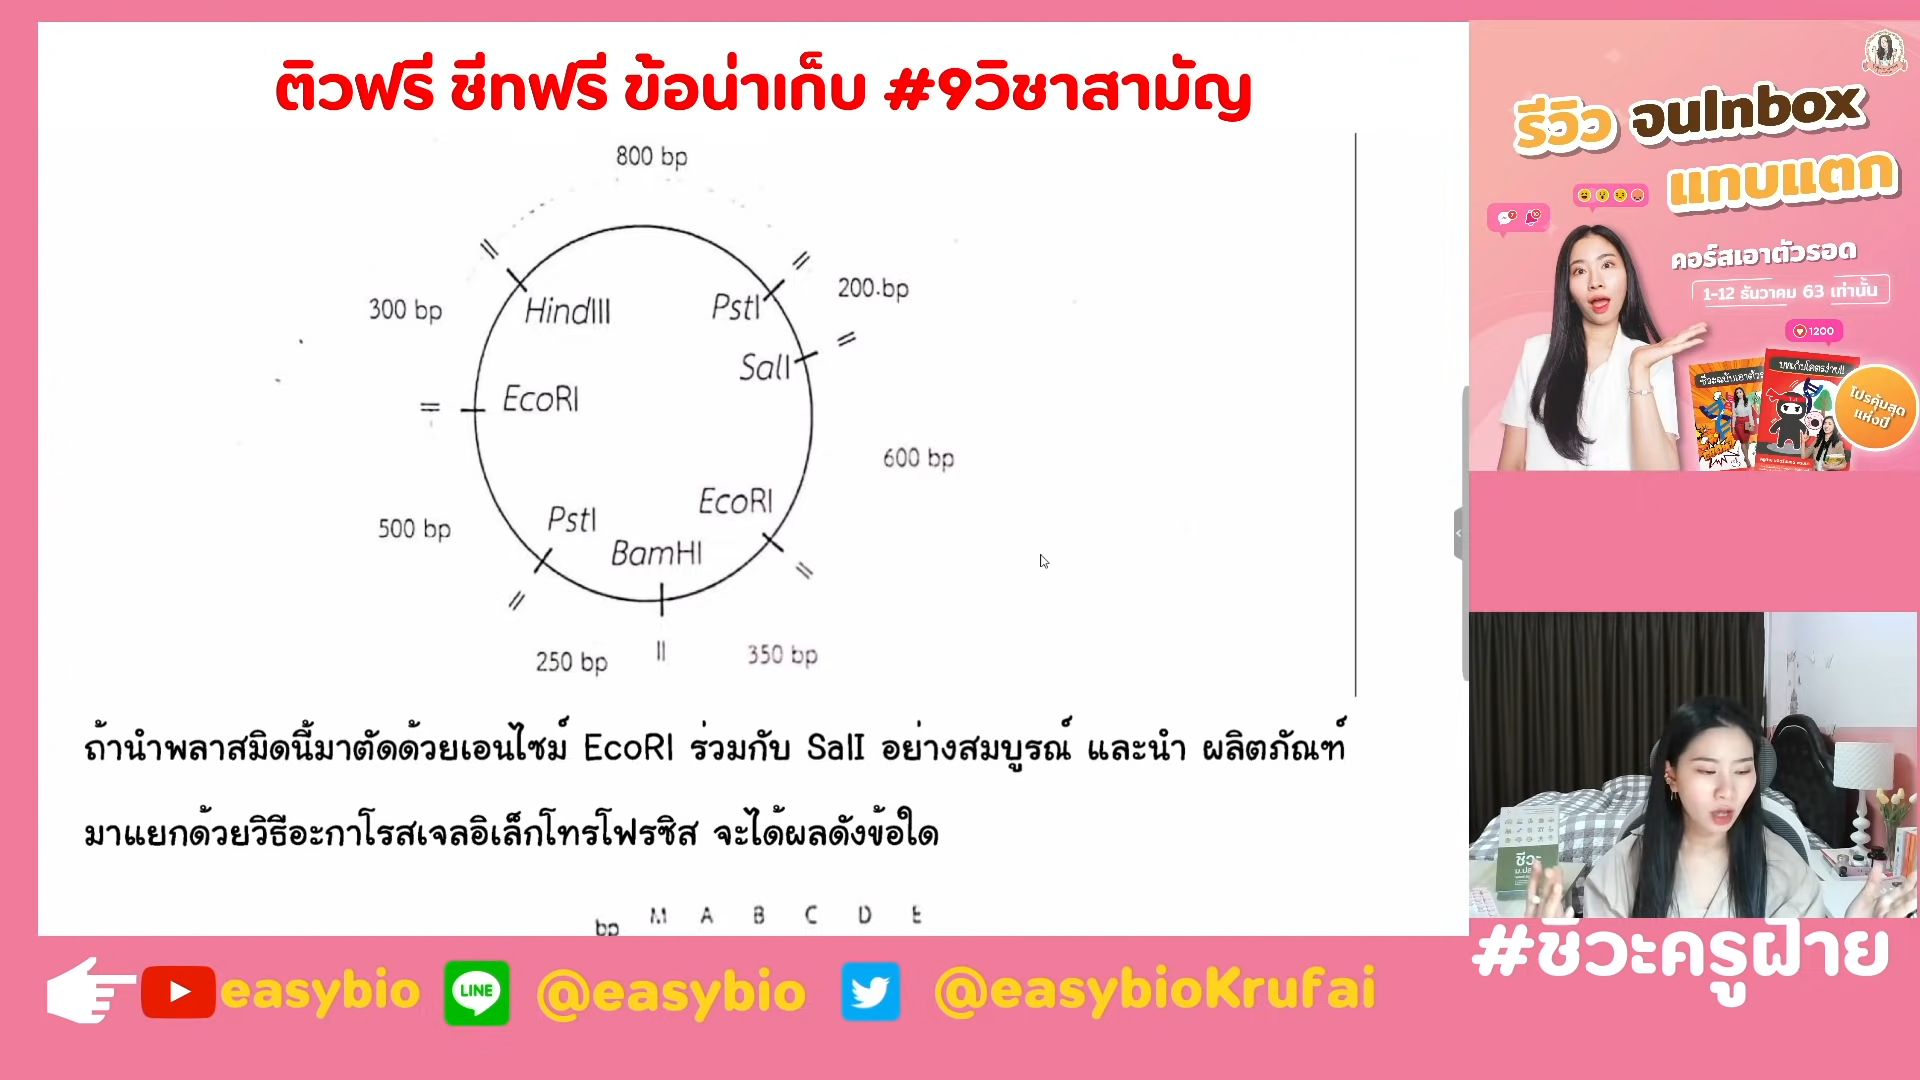 ติวฟรี ชีทฟรี ข้อน่าเก็บ #9วิชาสามัญ
800 bp
300 bp
HindIII
PstI
200.bp
SalI
EcoRI
600 bp
EcoRI
500 bp
PstI
BamHI
250 bp
350 bp
ถ้านำพลาสมิดนี้มาตัดด้วยเอนไซม์ EcoRI ร่วมกับ SalI อย่างสมบูรณ์ และนำ ผลิตภัณฑ์
มาแยกด้วยวิธีอะกาโรสเจลอิเล็กโทรโฟรซิส จะได้ผลดังข้อใด
bp M A B C D E
รีวิว จนInbox
แทบแตก
คอร์สเอาตัวรอด
1-12 ธันวาคม 63 เท่านั้น
1200
โปรคุ้มสุด
แห่งปี
ชีวะ
#ชีวะครูฝ้าย
easybio
LINE
@easybio
@easybioKrufai